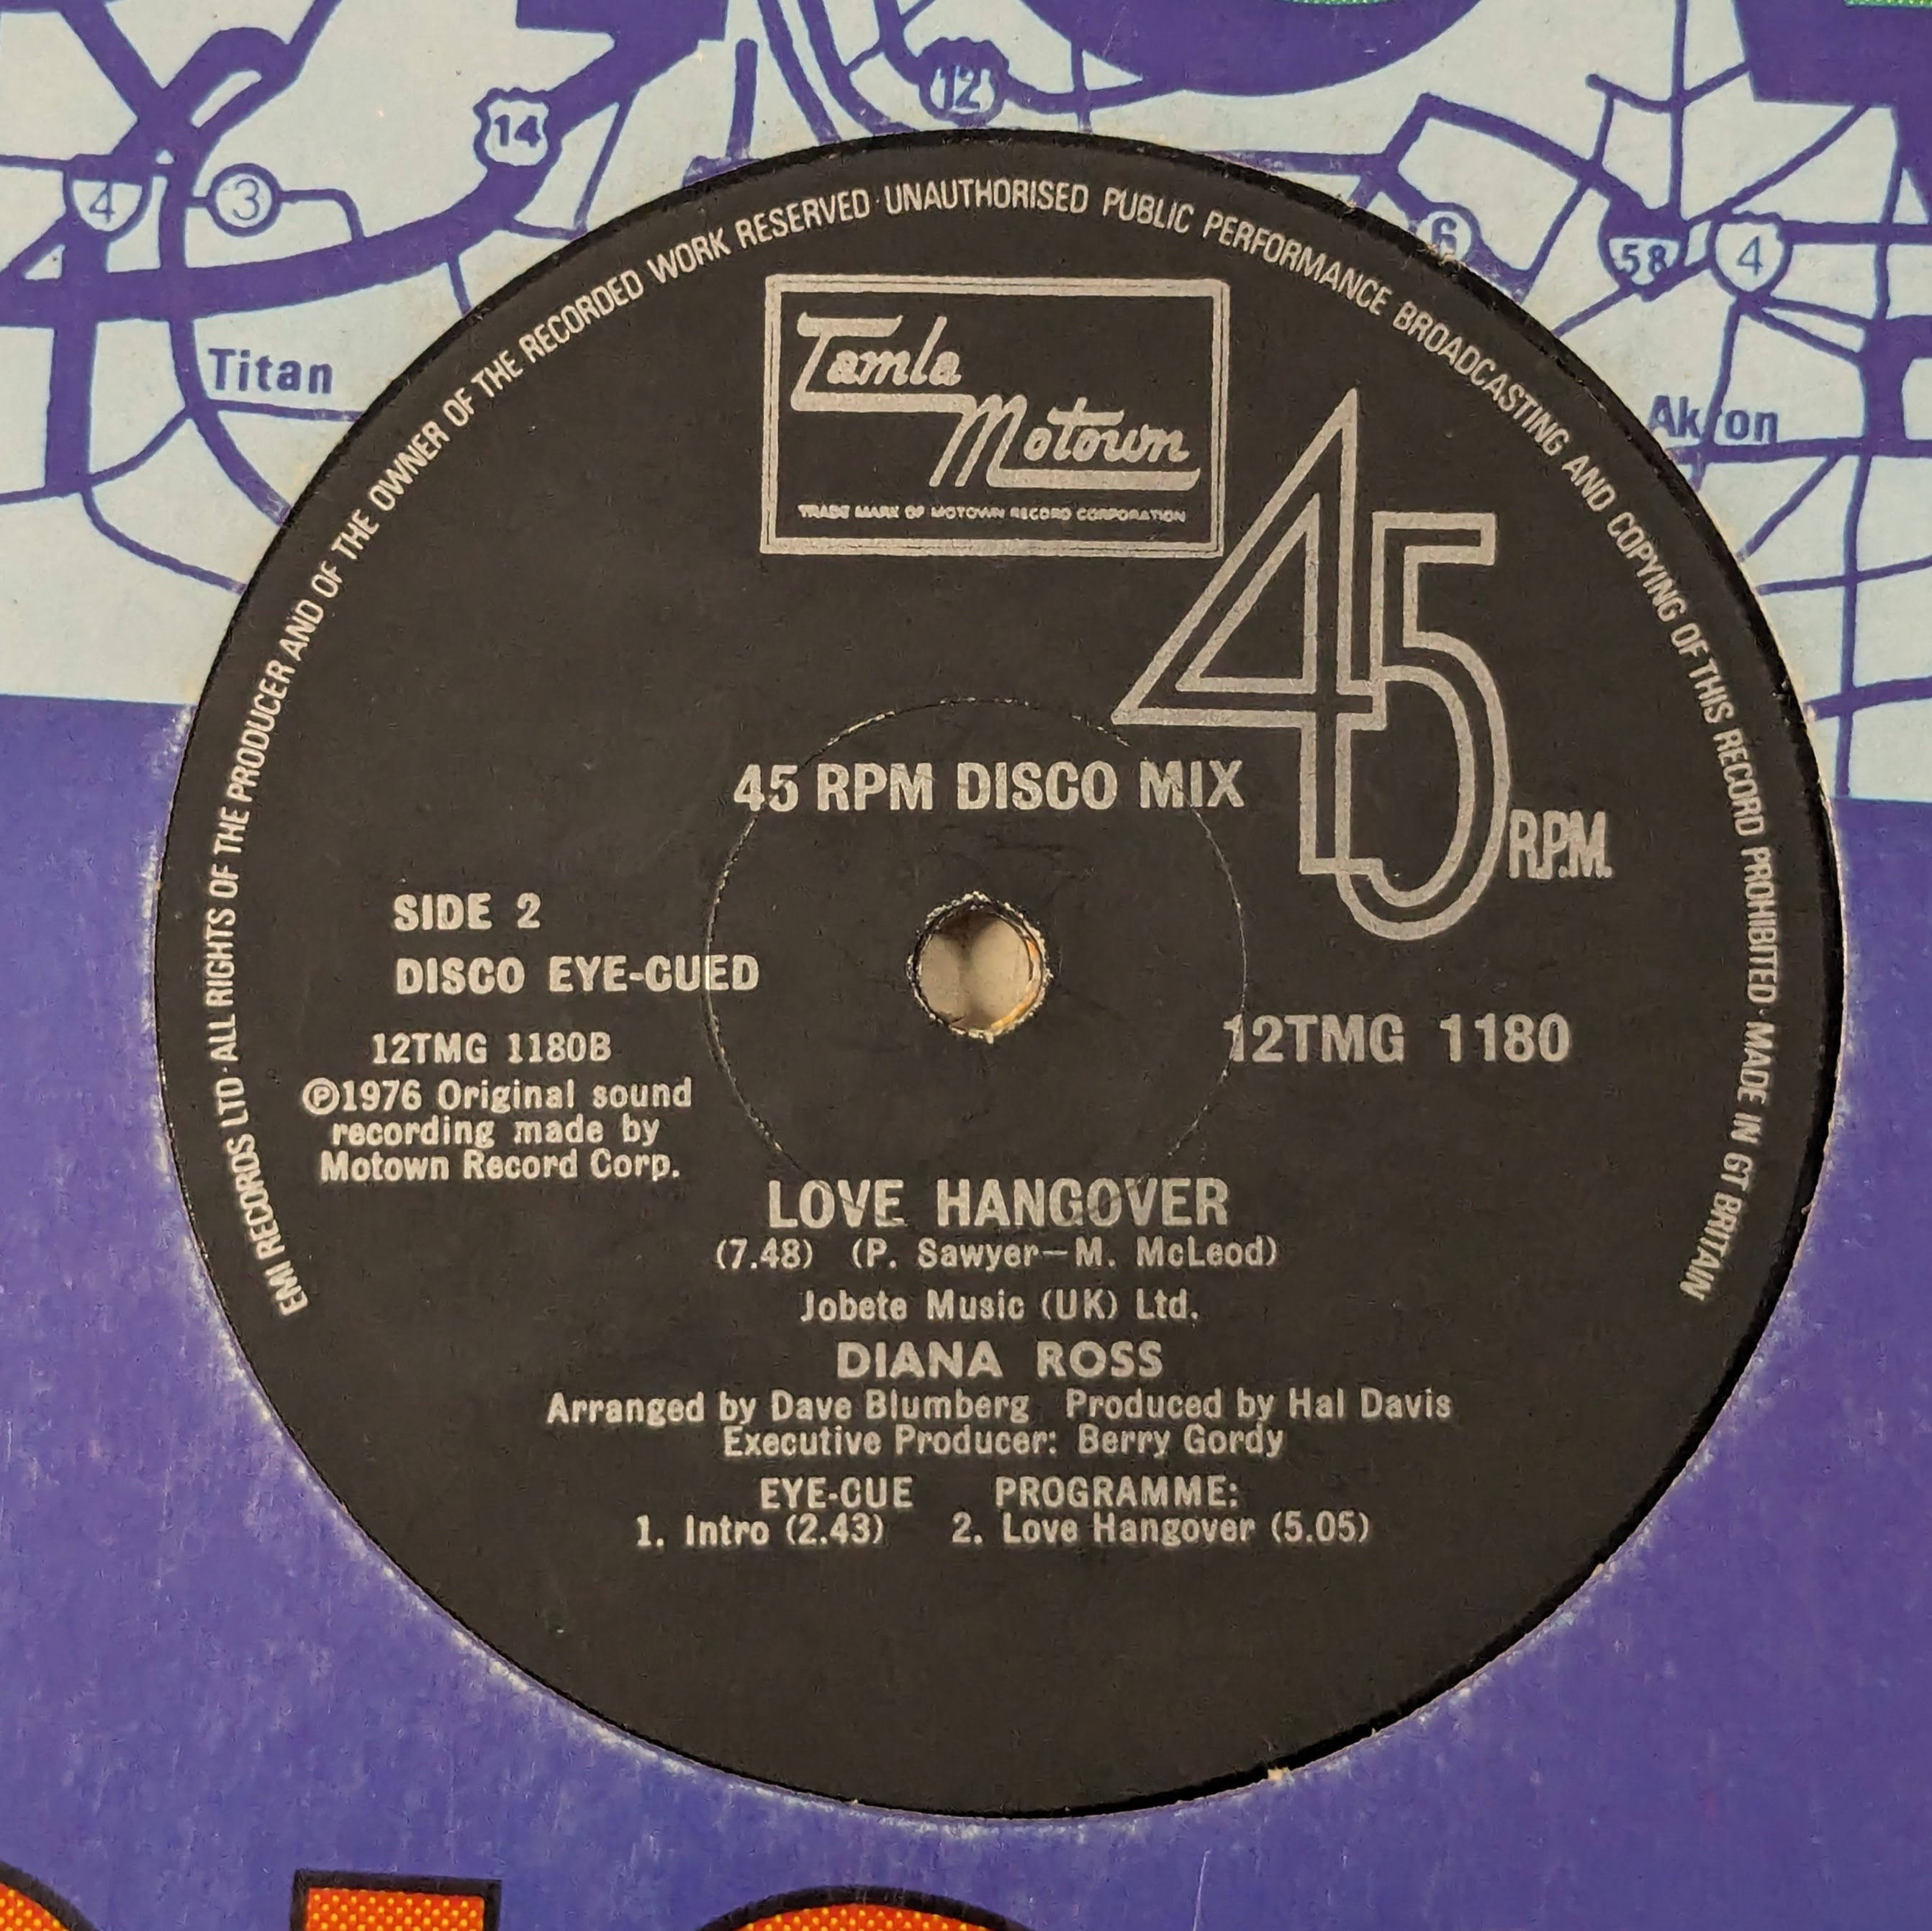 12
14
4
3
6
58
4
Titan
Akron
EMI RECORDS LTD · ALL RIGHTS OF THE PRODUCER AND OF THE OWNER OF THE RECORDED WORK RESERVED · UNAUTHORISED PUBLIC PERFORMANCE BROADCASTING AND COPYING OF THIS RECORD PROHIBITED · MADE IN GT BRITAIN
Tamla
Motown
TRADE MARK OF MOTOWN RECORD CORPORATION
45
R.P.M.
45 RPM DISCO MIX
SIDE 2
DISCO EYE-CUED
12TMG 1180B
12TMG 1180
℗1976 Original sound
recording made by
Motown Record Corp.
LOVE HANGOVER
(7.48) (P. Sawyer—M. McLeod)
Jobete Music (UK) Ltd.
DIANA ROSS
Arranged by Dave Blumberg Produced by Hal Davis
Executive Producer: Berry Gordy
EYE-CUE PROGRAMME:
1. Intro (2.43) 2. Love Hangover (5.05)